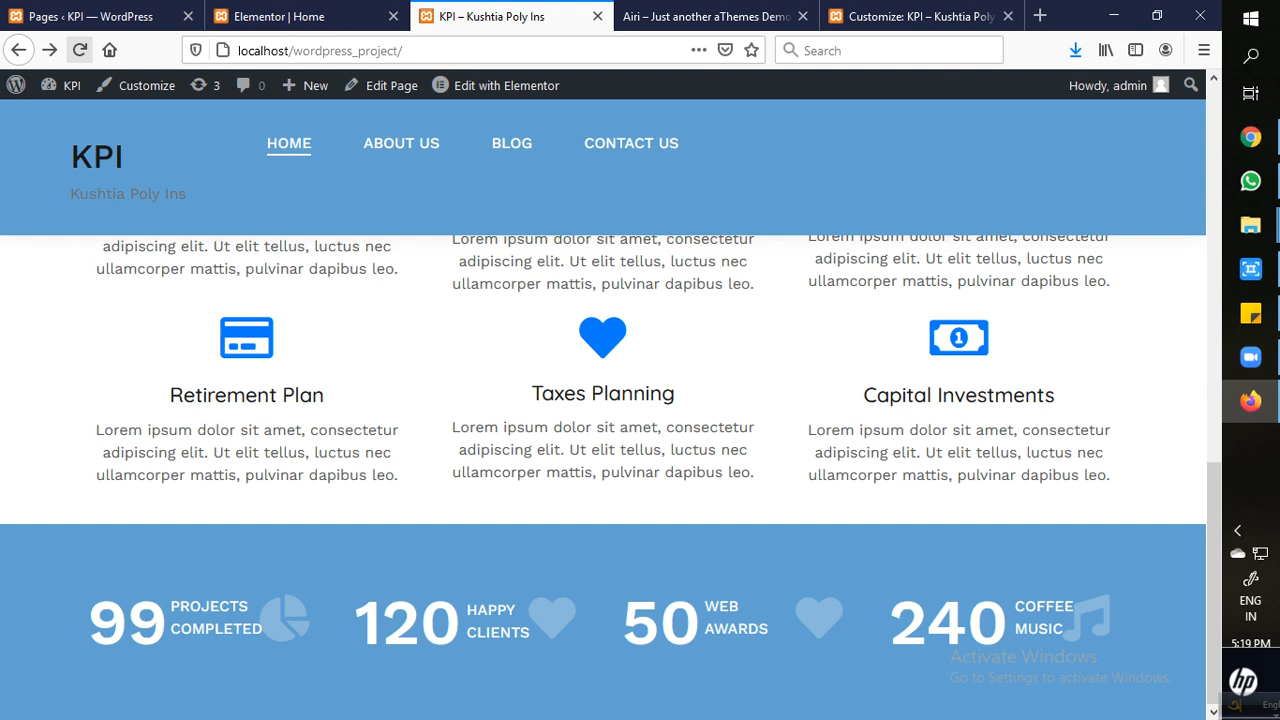 Pages ‹ KPI — WordPress
Elementor | Home
KPI – Kushtia Poly Ins
Airi – Just another aThemes Demo
Customize: KPI – Kushtia Poly
localhost/wordpress_project/
Search
KPI
Customize
3
0
New
Edit Page
Edit with Elementor
Howdy, admin
KPI
Kushtia Poly Ins
HOME
ABOUT US
BLOG
CONTACT US
adipiscing elit. Ut elit tellus, luctus nec
ullamcorper mattis, pulvinar dapibus leo.
Lorem ipsum dolor sit amet, consectetur
adipiscing elit. Ut elit tellus, luctus nec
ullamcorper mattis, pulvinar dapibus leo.
Lorem ipsum dolor sit amet, consectetur
adipiscing elit. Ut elit tellus, luctus nec
ullamcorper mattis, pulvinar dapibus leo.
Retirement Plan
Lorem ipsum dolor sit amet, consectetur
adipiscing elit. Ut elit tellus, luctus nec
ullamcorper mattis, pulvinar dapibus leo.
Taxes Planning
Lorem ipsum dolor sit amet, consectetur
adipiscing elit. Ut elit tellus, luctus nec
ullamcorper mattis, pulvinar dapibus leo.
1
Capital Investments
Lorem ipsum dolor sit amet, consectetur
adipiscing elit. Ut elit tellus, luctus nec
ullamcorper mattis, pulvinar dapibus leo.
99
PROJECTS
COMPLETED
120
HAPPY
CLIENTS
50
WEB
AWARDS
240
COFFEE
MUSIC
Activate Windows
Go to Settings to activate Windows.
ENG
IN
5:19 PM
hp
Eng